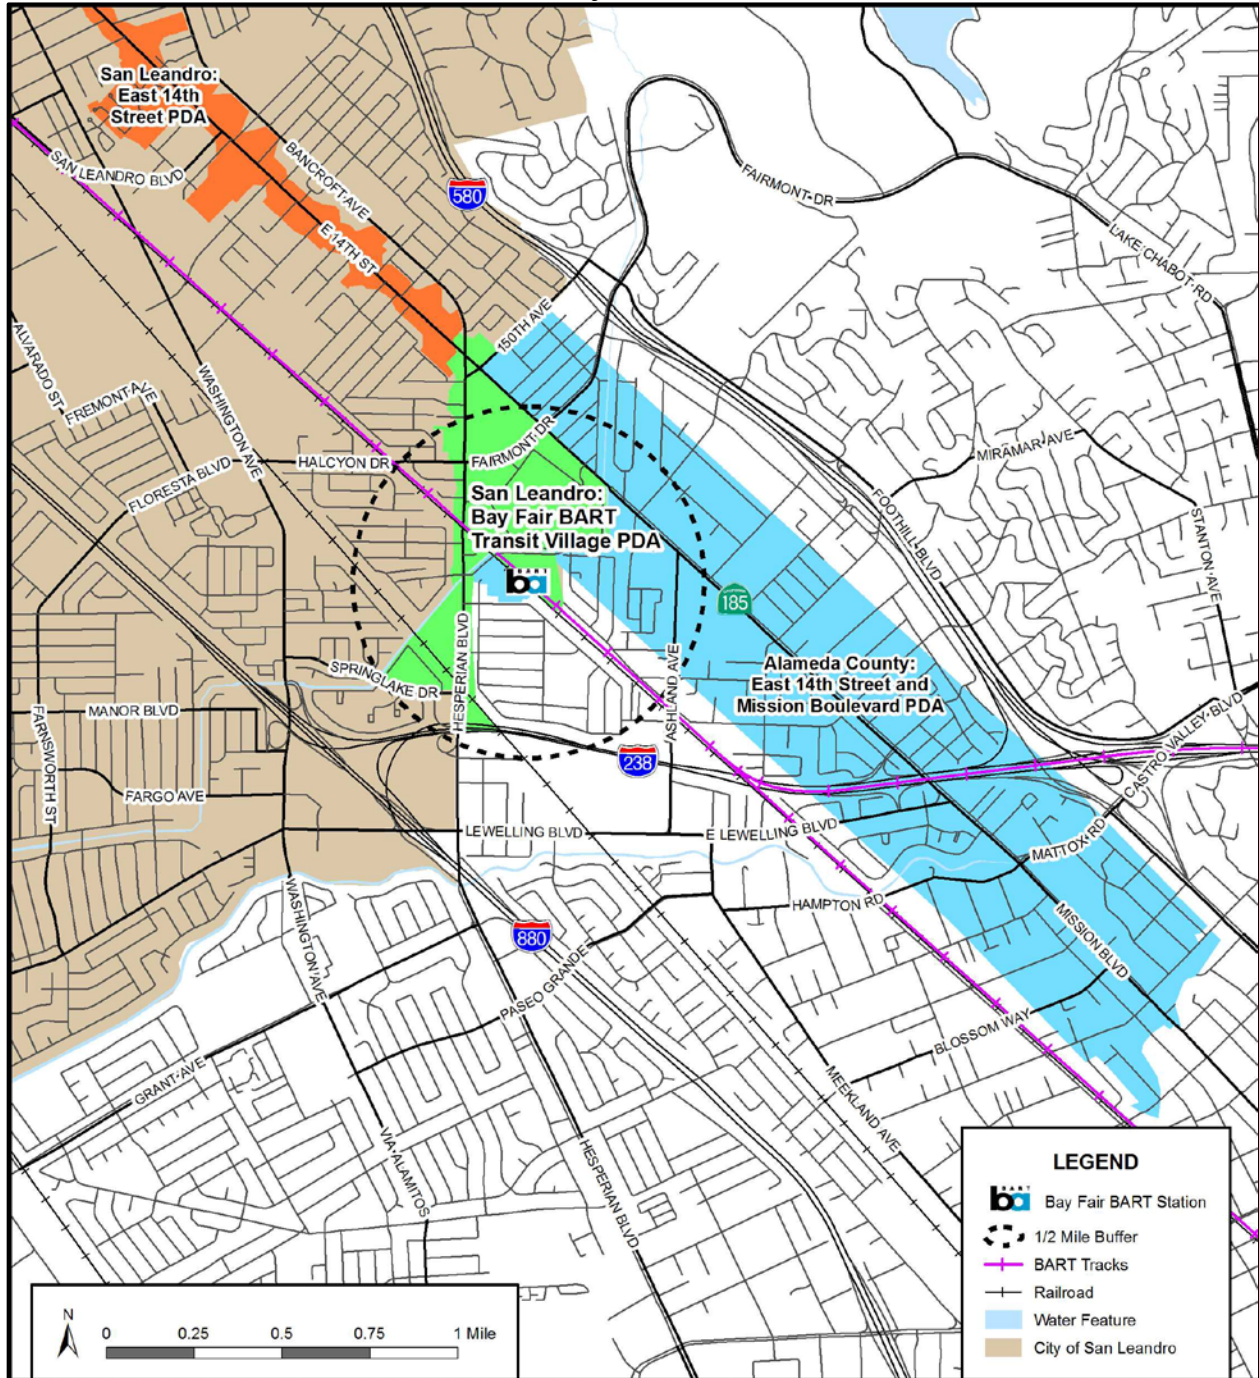 San Leandro:
East 14th
Street PDA
SAN LEANDRO BLVD
BANCROFT AVE
E 14TH ST
580
FAIRMONT DR
LAKE CHABOT RD
150TH AVE
ALVARADO ST
FREMONT AVE
WASHINGTON AVE
FLORESTA BLVD
HALCYON DR
FAIRMONT DR
MIRAMAR AVE
FOOTHILL BLVD
STANTON AVE
San Leandro:
Bay Fair BART
Transit Village PDA
BART
ba
185
HESPERIAN BLVD
ASHLAND AVE
SPRINGLAKE DR
Alameda County:
East 14th Street and
Mission Boulevard PDA
MANOR BLVD
FARNSWORTH ST
FARGO AVE
238
CASTRO VALLEY BLVD
LEWELLING BLVD
E LEWELLING BLVD
MATTOX RD
HAMPTON RD
WASHINGTON AVE
880
MISSION BLVD
PASEO GRANDE
BLOSSOM WAY
GRANT AVE
MEEKLAND AVE
VIA ALAMITOS
HESPERIAN BLVD
LEGEND
BART
ba
Bay Fair BART Station
1/2 Mile Buffer
BART Tracks
Railroad
Water Feature
City of San Leandro
N
0 0.25 0.5 0.75 1 Mile